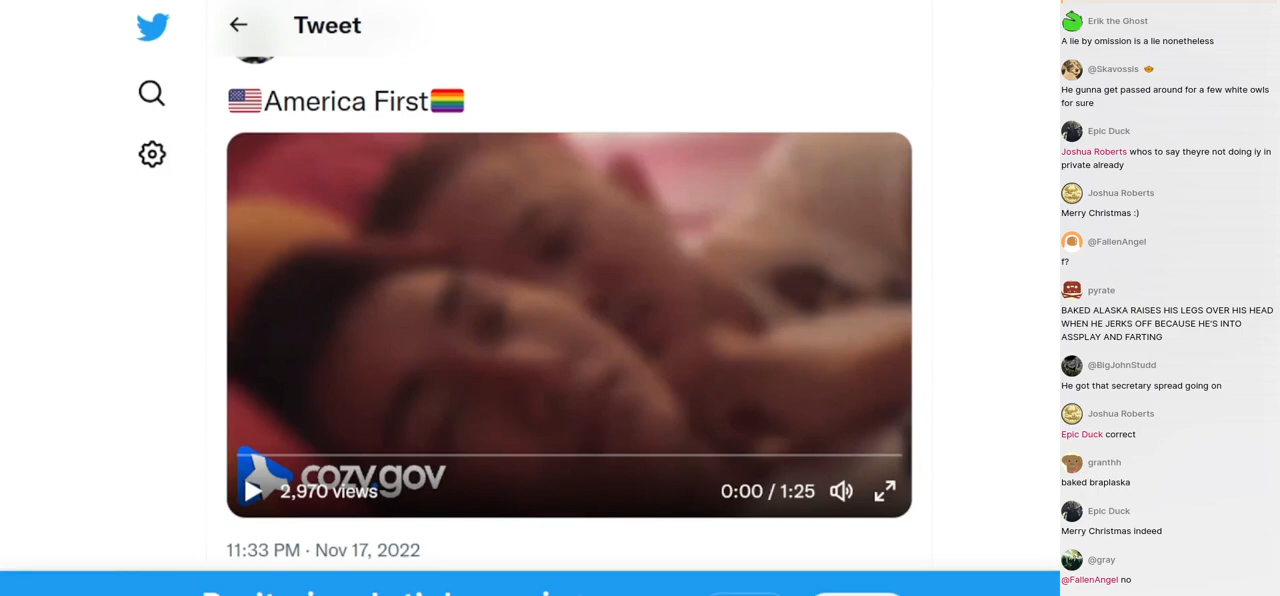 Tweet
America First
cozy.gov
2,970 views
0:00 / 1:25
11:33 PM · Nov 17, 2022
Erik the Ghost
A lie by omission is a lie nonetheless
@Skavossis
He gunna get passed around for a few white owls
for sure
Epic Duck
Joshua Roberts whos to say theyre not doing iy in
private already
Joshua Roberts
Merry Christmas :)
@FallenAngel
f?
pyrate
BAKED ALASKA RAISES HIS LEGS OVER HIS HEAD
WHEN HE JERKS OFF BECAUSE HE'S INTO
ASSPLAY AND FARTING
@BigJohnStudd
He got that secretary spread going on
Joshua Roberts
Epic Duck correct
granthh
baked braplaska
Epic Duck
Merry Christmas indeed
@gray
@FallenAngel no